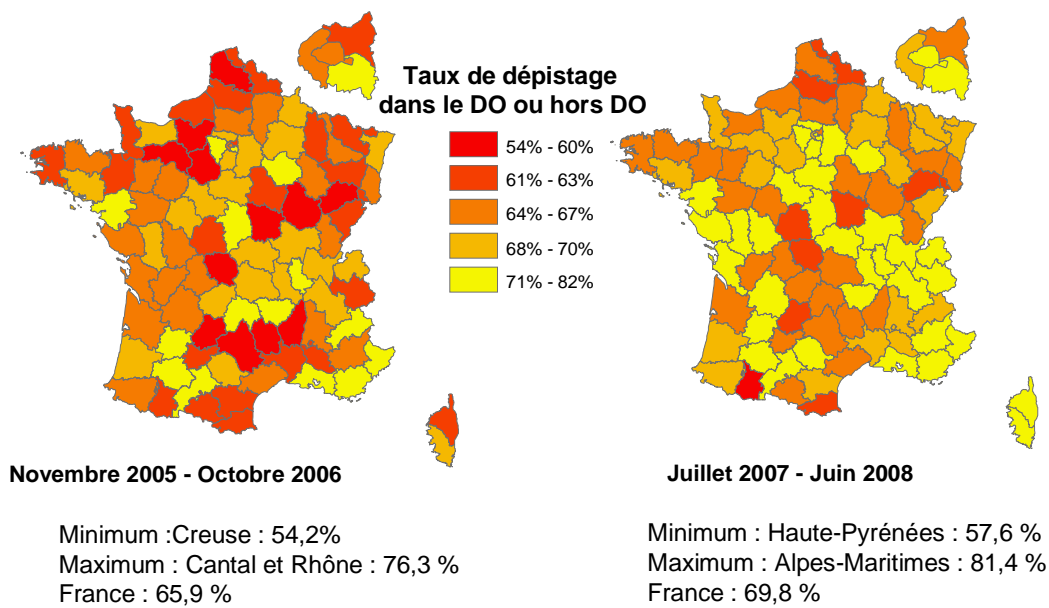 Taux de dépistage
dans le DO ou hors DO
54% - 60%
61% - 63%
64% - 67%
68% - 70%
71% - 82%
Novembre 2005 - Octobre 2006
Minimum :Creuse : 54,2%
Maximum : Cantal et Rhône : 76,3 %
France : 65,9 %
Juillet 2007 - Juin 2008
Minimum : Haute-Pyrénées : 57,6 %
Maximum : Alpes-Maritimes : 81,4 %
France : 69,8 %